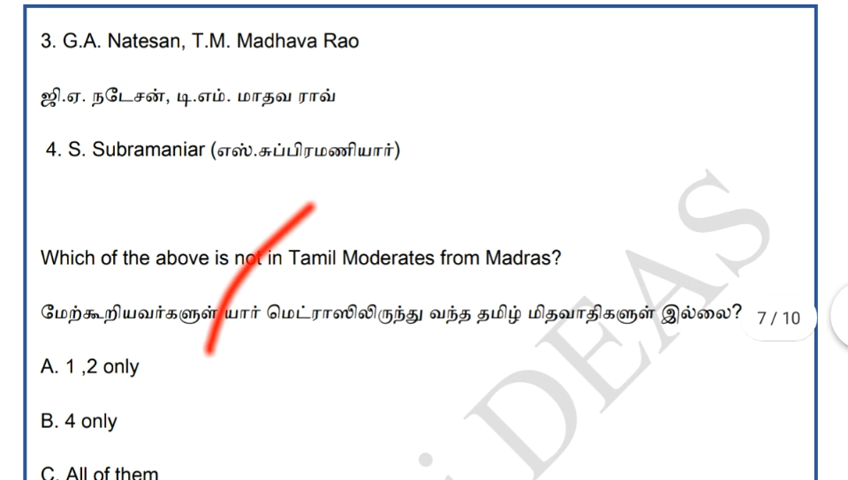 3. G.A. Natesan, T.M. Madhava Rao
ஜி.ஏ. நடேசன், டி.எம். மாதவ ராவ்
4. S. Subramaniar (எஸ்.சுப்பிரமணியார்)
Which of the above is not in Tamil Moderates from Madras?
மேற்கூறியவர்களுள் யார் மெட்ராஸிலிருந்து வந்த தமிழ் மிதவாதிகளுள் இல்லை?
7 / 10
A. 1 ,2 only
B. 4 only
C. All of them
i DEAS